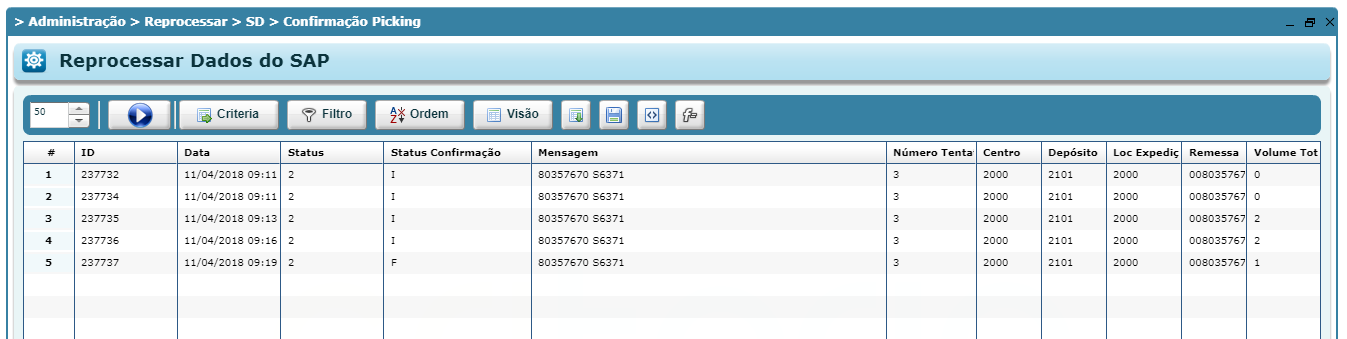 > Administração > Reprocessar > SD > Confirmação Picking
Reprocessar Dados do SAP
50 Criteria Filtro Ordem Visão
# ID Data Status Status Confirmação Mensagem Número Tenta Centro Depósito Loc Expediç Remessa Volume Tot
1 237732 11/04/2018 09:11 2 I 80357670 S6371 3 2000 2101 2000 008035767 0
2 237734 11/04/2018 09:11 2 I 80357670 S6371 3 2000 2101 2000 008035767 0
3 237735 11/04/2018 09:13 2 I 80357670 S6371 3 2000 2101 2000 008035767 2
4 237736 11/04/2018 09:16 2 I 80357670 S6371 3 2000 2101 2000 008035767 2
5 237737 11/04/2018 09:19 2 F 80357670 S6371 3 2000 2101 2000 008035767 1